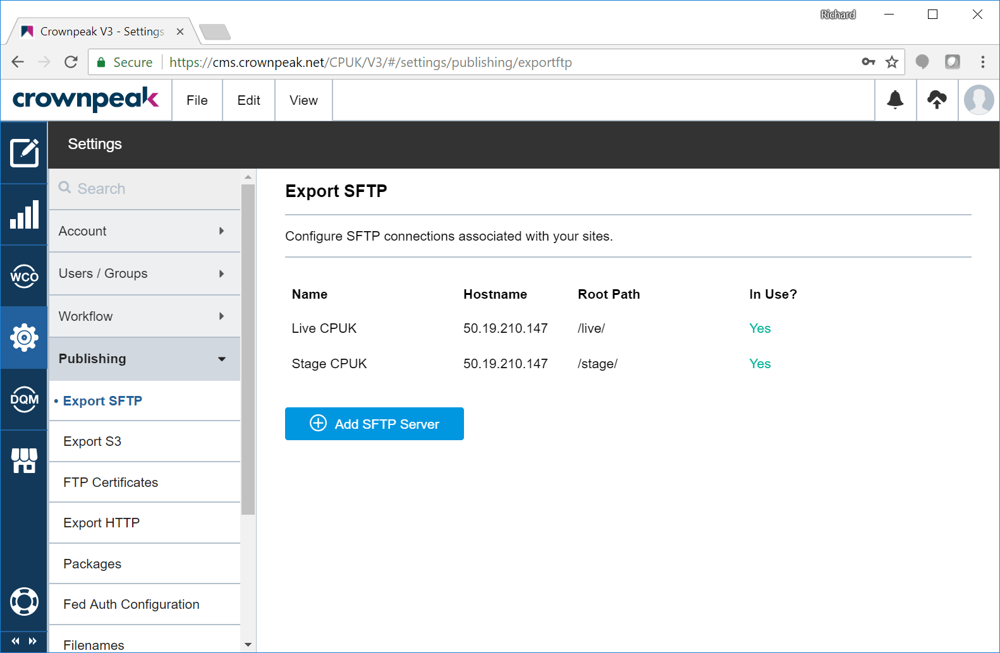 Richard
Crownpeak V3 - Settings
Secure https://cms.crownpeak.net/CPUK/V3/#/settings/publishing/exportftp
crownpeak File Edit View
Settings
Search
Account
Users / Groups
Workflow
Publishing
Export SFTP
Export S3
FTP Certificates
Export HTTP
Packages
Fed Auth Configuration
Filenames
WCO
DQM
Export SFTP
Configure SFTP connections associated with your sites.
Name Hostname Root Path In Use?
Live CPUK 50.19.210.147 /live/ Yes
Stage CPUK 50.19.210.147 /stage/ Yes
Add SFTP Server